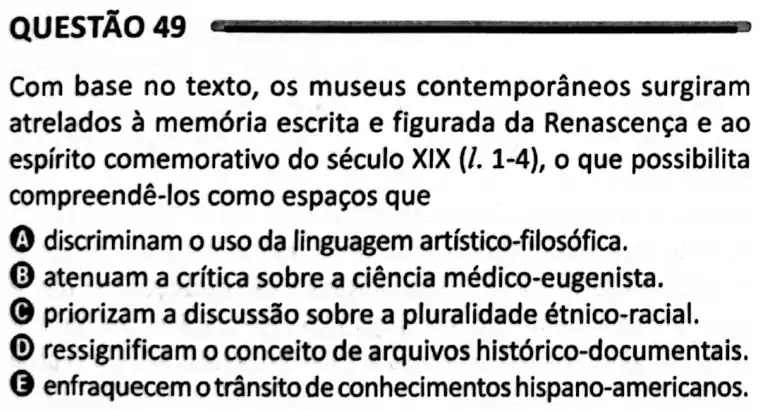 QUESTÃO 49
Com base no texto, os museus contemporâneos surgiram
atrelados à memória escrita e figurada da Renascença e ao
espírito comemorativo do século XIX (l. 1-4), o que possibilita
compreendê-los como espaços que
A discriminam o uso da linguagem artístico-filosófica.
B atenuam a crítica sobre a ciência médico-eugenista.
C priorizam a discussão sobre a pluralidade étnico-racial.
D ressignificam o conceito de arquivos histórico-documentais.
E enfraquecem o trânsito de conhecimentos hispano-americanos.